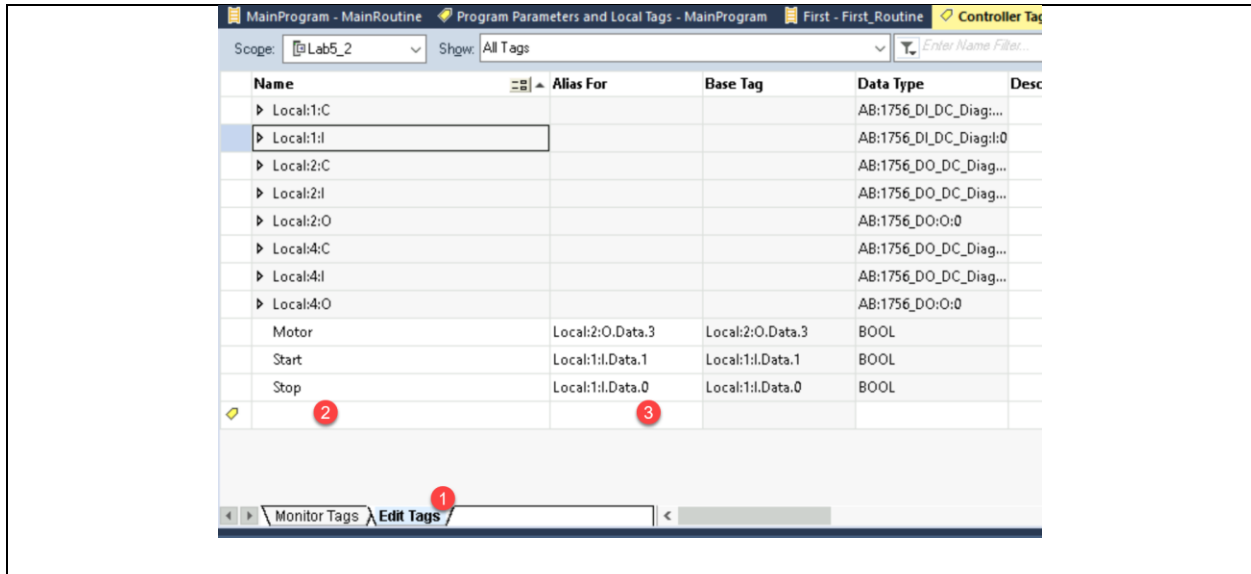 MainProgram - MainRoutine Program Parameters and Local Tags - MainProgram First - First_Routine Controller Tag
Scope: Lab5_2 Show: All Tags Enter Name Filter...
Name Alias For Base Tag Data Type Desc
Local:1:C AB:1756_DI_DC_Diag:...
Local:1:I AB:1756_DI_DC_Diag:I:0
Local:2:C AB:1756_DO_DC_Diag...
Local:2:I AB:1756_DO_DC_Diag...
Local:2:O AB:1756_DO:O:0
Local:4:C AB:1756_DO_DC_Diag...
Local:4:I AB:1756_DO_DC_Diag...
Local:4:O AB:1756_DO:O:0
Motor Local:2:O.Data.3 Local:2:O.Data.3 BOOL
Start Local:1:I.Data.1 Local:1:I.Data.1 BOOL
Stop Local:1:I.Data.0 Local:1:I.Data.0 BOOL
2 3
1
Monitor Tags Edit Tags